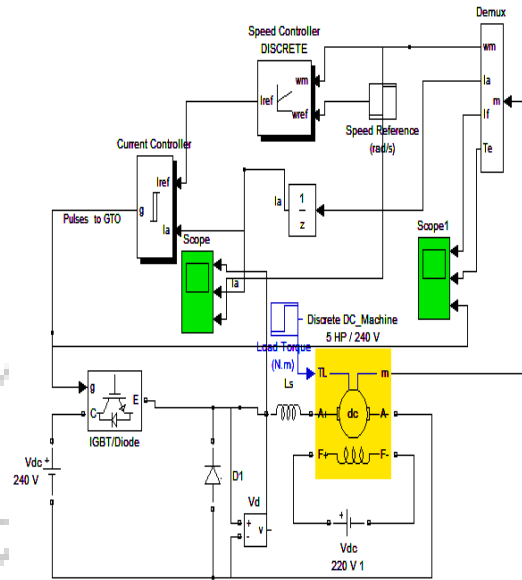 Demux
Speed Controller
DISCRETE
wm
wm
Ia
Iref
m
wref
If
Speed Reference
(rad/s)
Te
Current Controller
Iref
1
z
Ia
g
Pulses to GTO
Ia
Scope
Scope1
Ia
Discrete DC_Machine
5 HP / 240 V
Load Torque
(N.m)
TL
m
Ls
g
C
E
A+
dc
A-
IGBT/Diode
F+
F-
Vdc
240 V
+
D1
Vd
+
-
v
+
Vdc
220 V 1